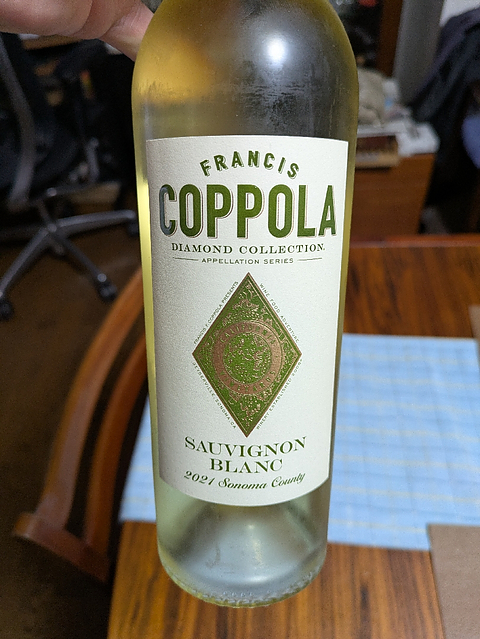 FRANCIS
COPPOLA
DIAMOND COLLECTION.
APPELLATION SERIES
SAUVIGNON
BLANC
2021 Sonoma County